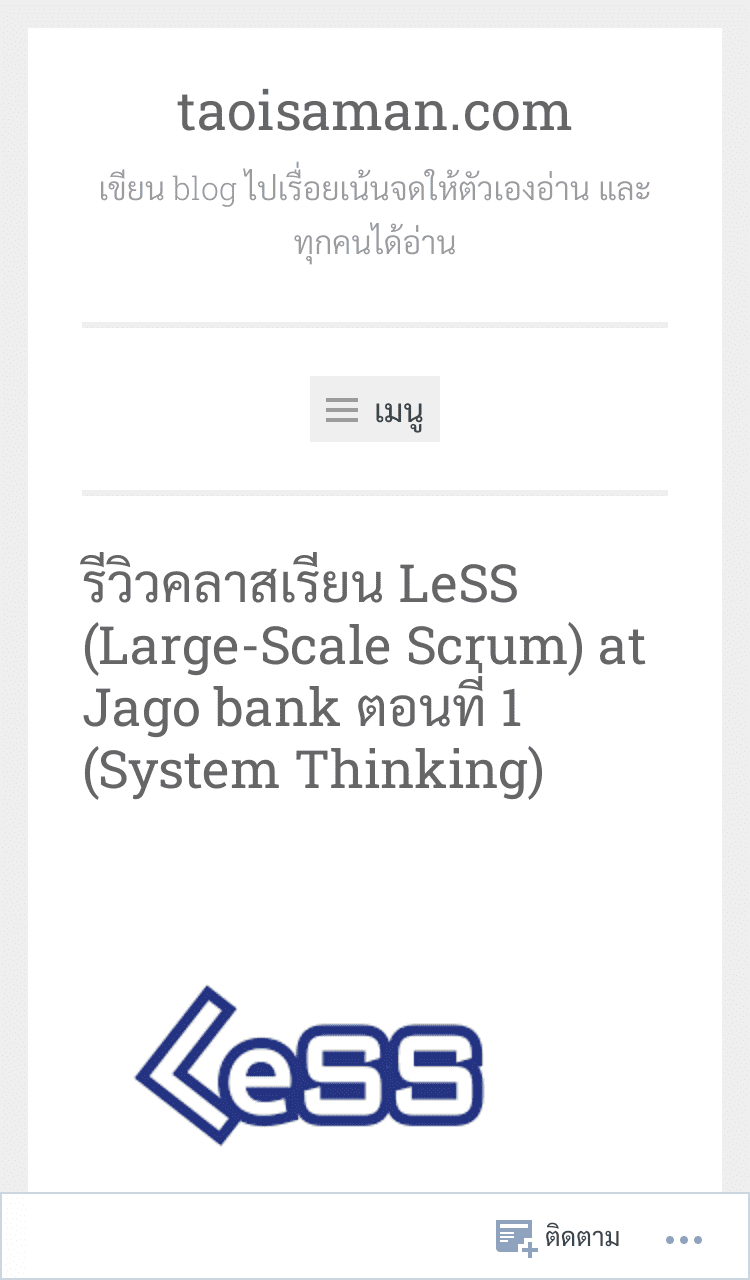 taoisaman.com
เขียน blog ไปเรื่อยเน้นจดให้ตัวเองอ่าน และ
ทุกคนได้อ่าน
เมนู
รีวิวคลาสเรียน LeSS
(Large-Scale Scrum) at
Jago bank ตอนที่ 1
(System Thinking)
LeSS
ติดตาม